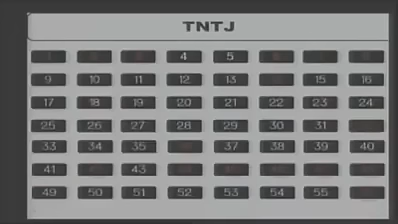 TNTJ
4 5
9 10 11 12 13 15 16
17 18 19 20 21 22 23 24
25 26 27 28 29 30 31
33 34 35 37 38 39 40
41 43
49 50 51 52 53 54 55